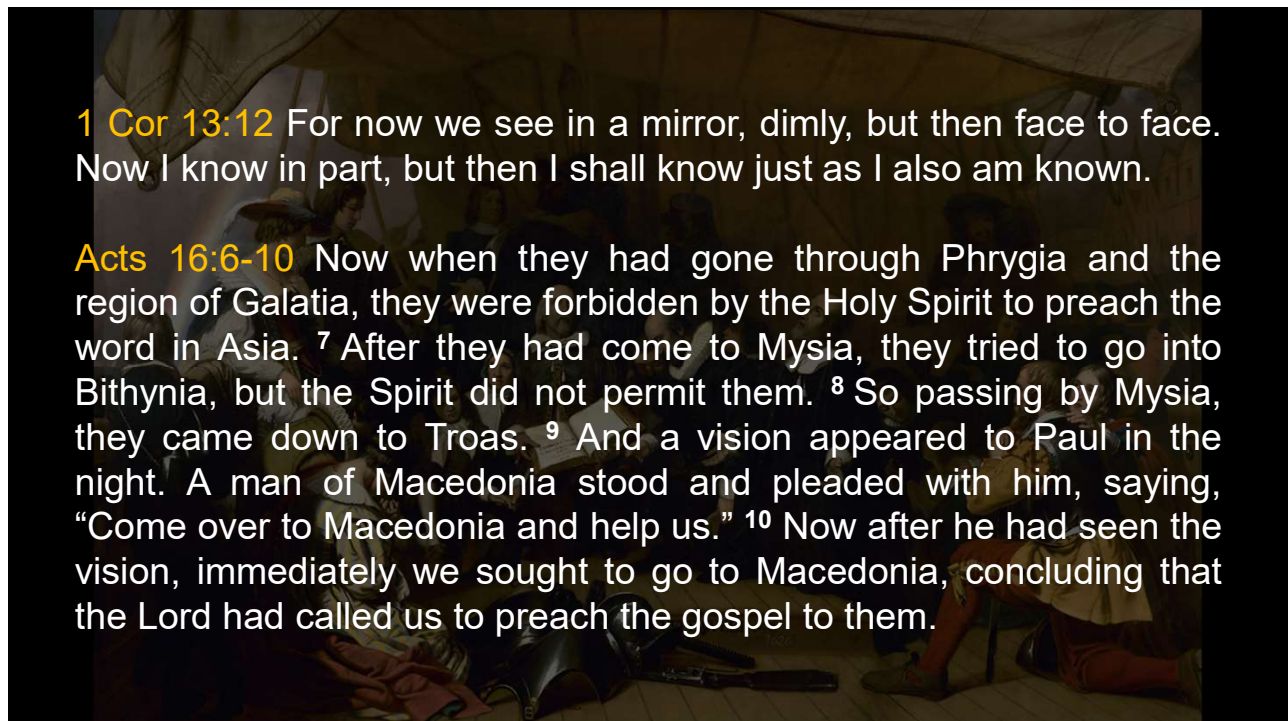 1 Cor 13:12 For now we see in a mirror, dimly, but then face to face.
Now I know in part, but then I shall know just as I also am known.
Acts 16:6-10 Now when they had gone through Phrygia and the
region of Galatia, they were forbidden by the Holy Spirit to preach the
word in Asia. 7 After they had come to Mysia, they tried to go into
Bithynia, but the Spirit did not permit them. 8 So passing by Mysia,
they came down to Troas. 9 And a vision appeared to Paul in the
night. A man of Macedonia stood and pleaded with him, saying,
“Come over to Macedonia and help us.” 10 Now after he had seen the
vision, immediately we sought to go to Macedonia, concluding that
the Lord had called us to preach the gospel to them.